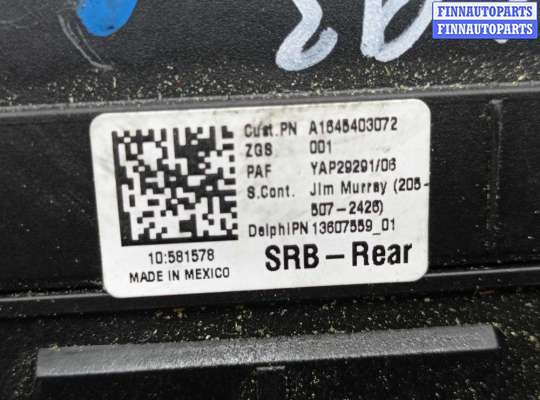 FINNAUTOPARTS
FINNAUTOPARTS
Cust.PN A1645403072
ZGS 001
PAF YAP29291/06
S.Cont. Jim Murray (205-
507-2426)
DelphiPN 13607559_01
10:581578
MADE IN MEXICO
SRB-Rear